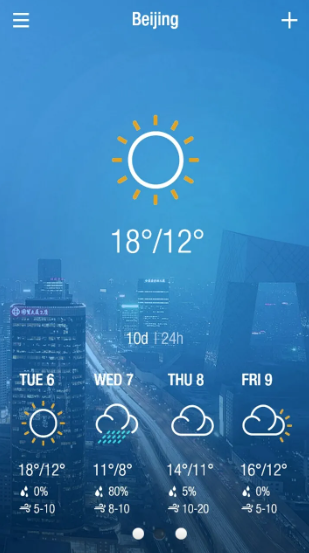 Beijing
18°/12°
10d | 24h
TUE 6 WED 7 THU 8 FRI 9
18°/12° 11°/8° 14°/11° 16°/12°
0% 80% 5% 0%
5-10 8-10 10-20 5-10